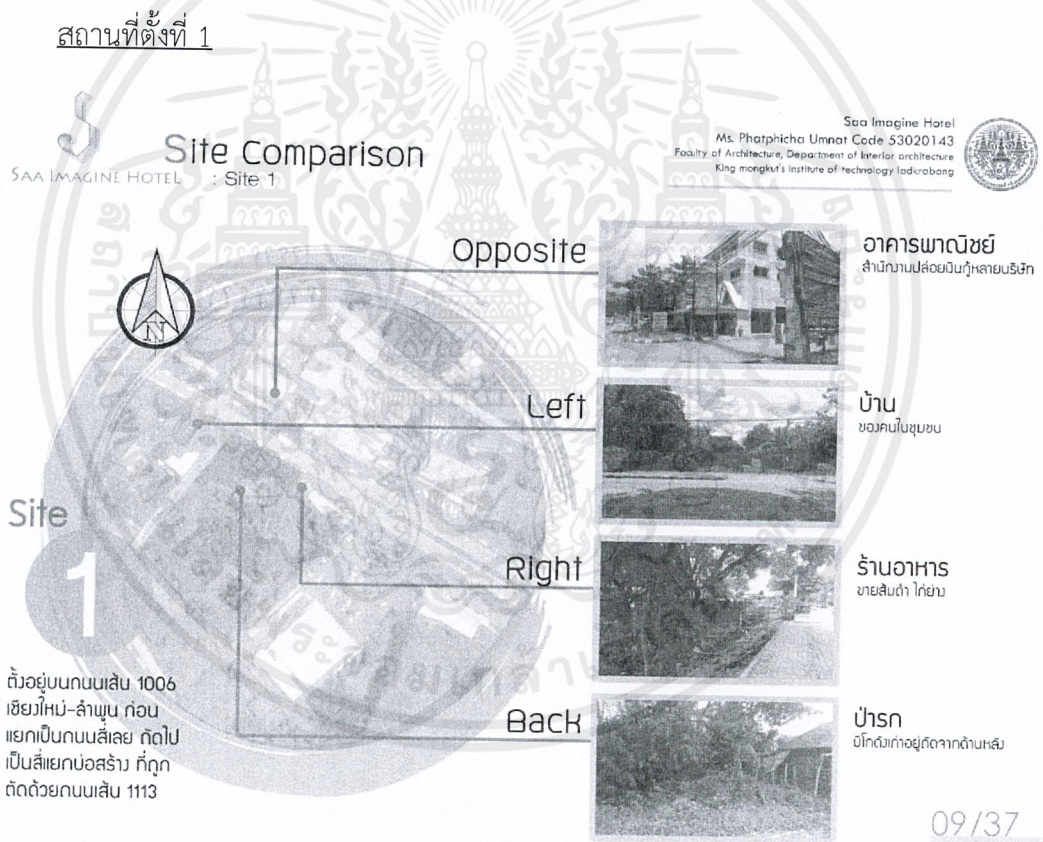 สถานที่ตั้งที่ 1
SAA IMAGINE HOTEL
Site Comparison
: Site 1
Saa Imagine Hotel
Ms. Phatphicha Umnat Code 53020143
Faculty of Architecture, Department of Interior architecture
King mongkut's institute of technology ladkrabang
N
Opposite
อาคารพาณิชย์
สำนักงานปล่อยเงินกู้หลายบริษัท
Left
บ้าน
ของคนในชุมชน
Right
ร้านอาหาร
ขายส้มตำ ไก่ย่าง
Back
ป่ารก
มีโกดังเก่าอยู่ถัดจากด้านหลัง
Site
1
ตั้งอยู่บนถนนเส้น 1006
เชียงใหม่-ลำพูน ก่อน
แยกเป็นถนนสี่เลย ถัดไป
เป็นสี่แยกบ่อสร้าง ที่ถูก
ตัดด้วยถนนเส้น 1113
09/37